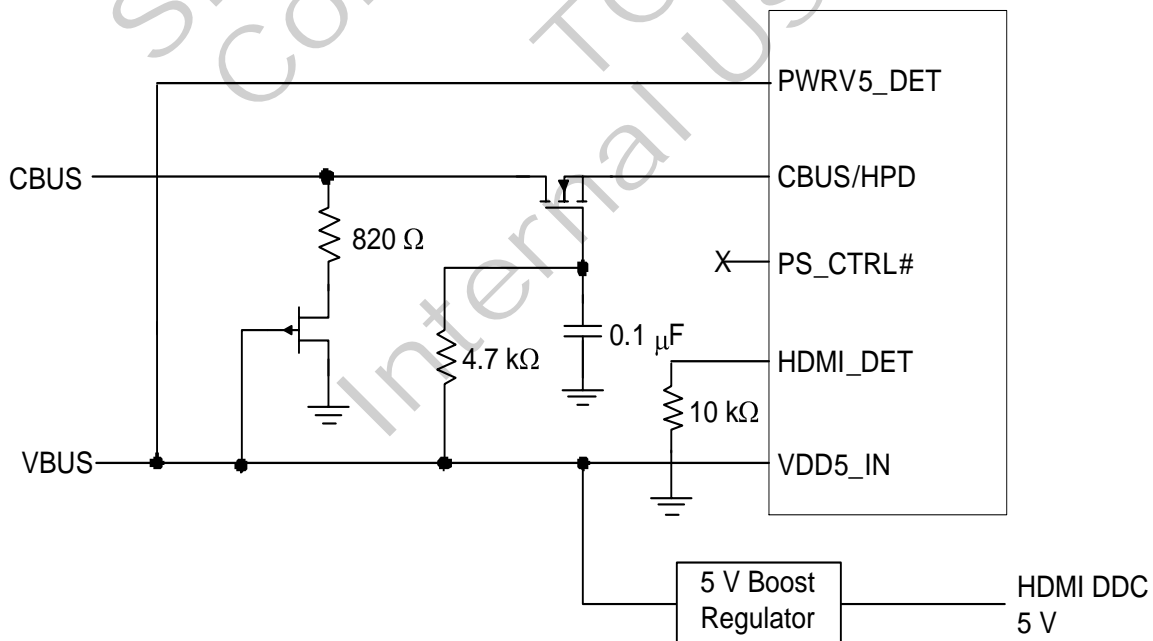 PWRV5_DET
CBUS
CBUS/HPD
820 Ω
PS_CTRL#
0.1 µF
4.7 kΩ
HDMI_DET
10 kΩ
VBUS
VDD5_IN
5 V Boost
Regulator
HDMI DDC
5 V
Internal